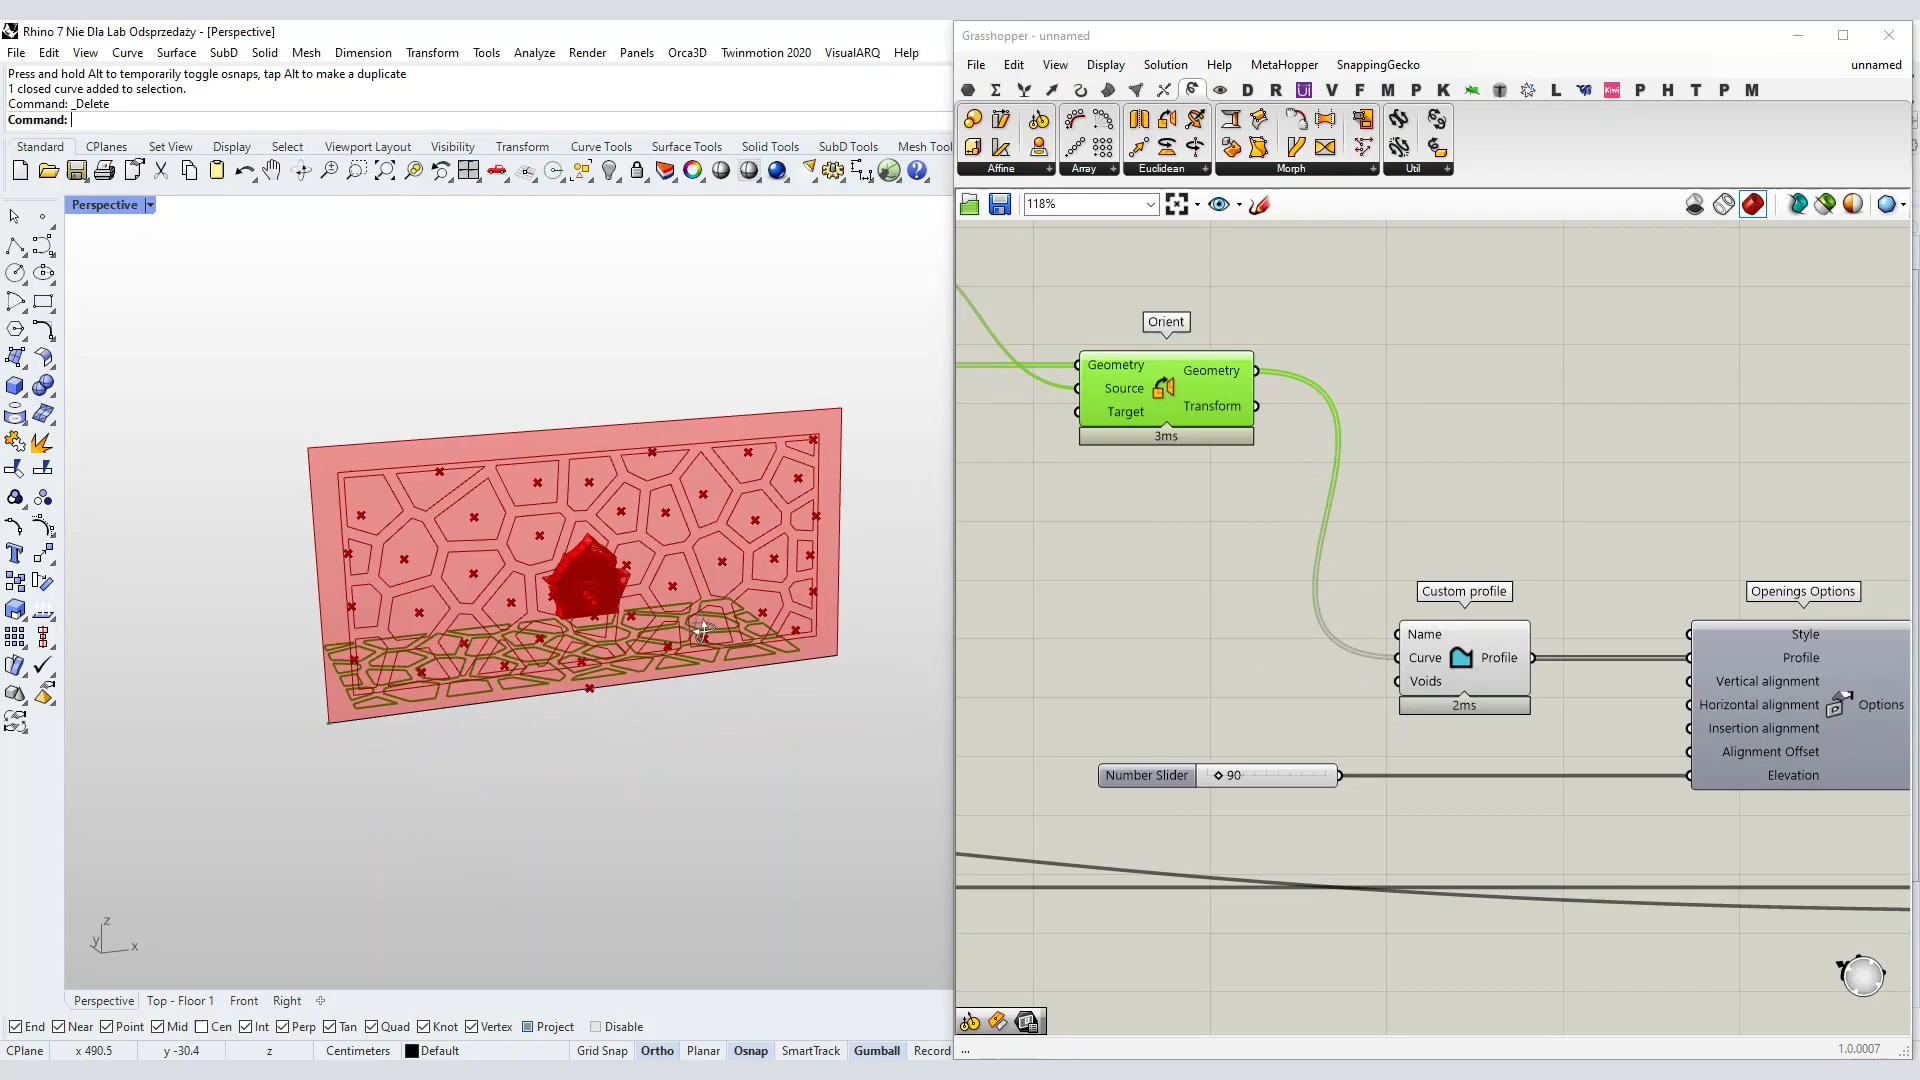 Rhino 7 Nie Dla Lab Odsprzedaży - [Perspective]
File Edit View Curve Surface SubD Solid Mesh Dimension Transform Tools Analyze Render Panels Orca3D Twinmotion 2020 VisualARQ Help
Press and hold Alt to temporarily toggle osnaps, tap Alt to make a duplicate
1 closed curve added to selection.
Command: _Delete
Command:
Standard CPlanes Set View Display Select Viewport Layout Visibility Transform Curve Tools Surface Tools Solid Tools SubD Tools Mesh Tool
Perspective
z
y
x
Perspective Top - Floor 1 Front Right
End Near Point Mid Cen Int Perp Tan Quad Knot Vertex Project Disable
CPlane x 490.5 y -30.4 z Centimeters Default Grid Snap Ortho Planar Osnap SmartTrack Gumball Record
Grasshopper - unnamed
File Edit View Display Solution Help MetaHopper SnappingGecko unnamed
D R V F M P K L P H T P M
Affine Array Euclidean Morph Util
118%
Orient
Geometry
Source
Target
Geometry
Transform
3ms
Custom profile
Name
Curve
Voids
Profile
2ms
Openings Options
Style
Profile
Vertical alignment
Horizontal alignment
Insertion alignment
Alignment Offset
Elevation
Options
Number Slider 90
...
1.0.0007